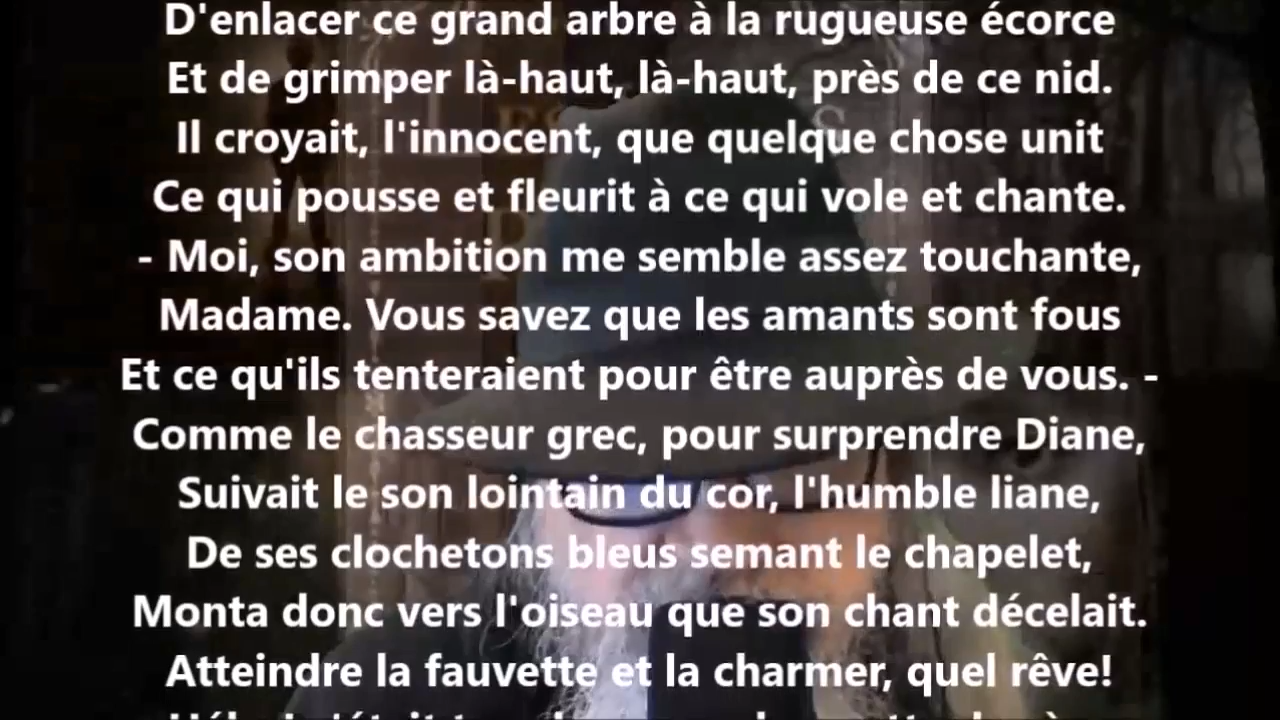 D'enlacer ce grand arbre à la rugueuse écorce
Et de grimper là-haut, là-haut, près de ce nid.
Il croyait, l'innocent, que quelque chose unit
Ce qui pousse et fleurit à ce qui vole et chante.
- Moi, son ambition me semble assez touchante,
Madame. Vous savez que les amants sont fous
Et ce qu'ils tenteraient pour être auprès de vous. -
Comme le chasseur grec, pour surprendre Diane,
Suivait le son lointain du cor, l'humble liane,
De ses clochetons bleus semant le chapelet,
Monta donc vers l'oiseau que son chant décelait.
Atteindre la fauvette et la charmer, quel rêve!